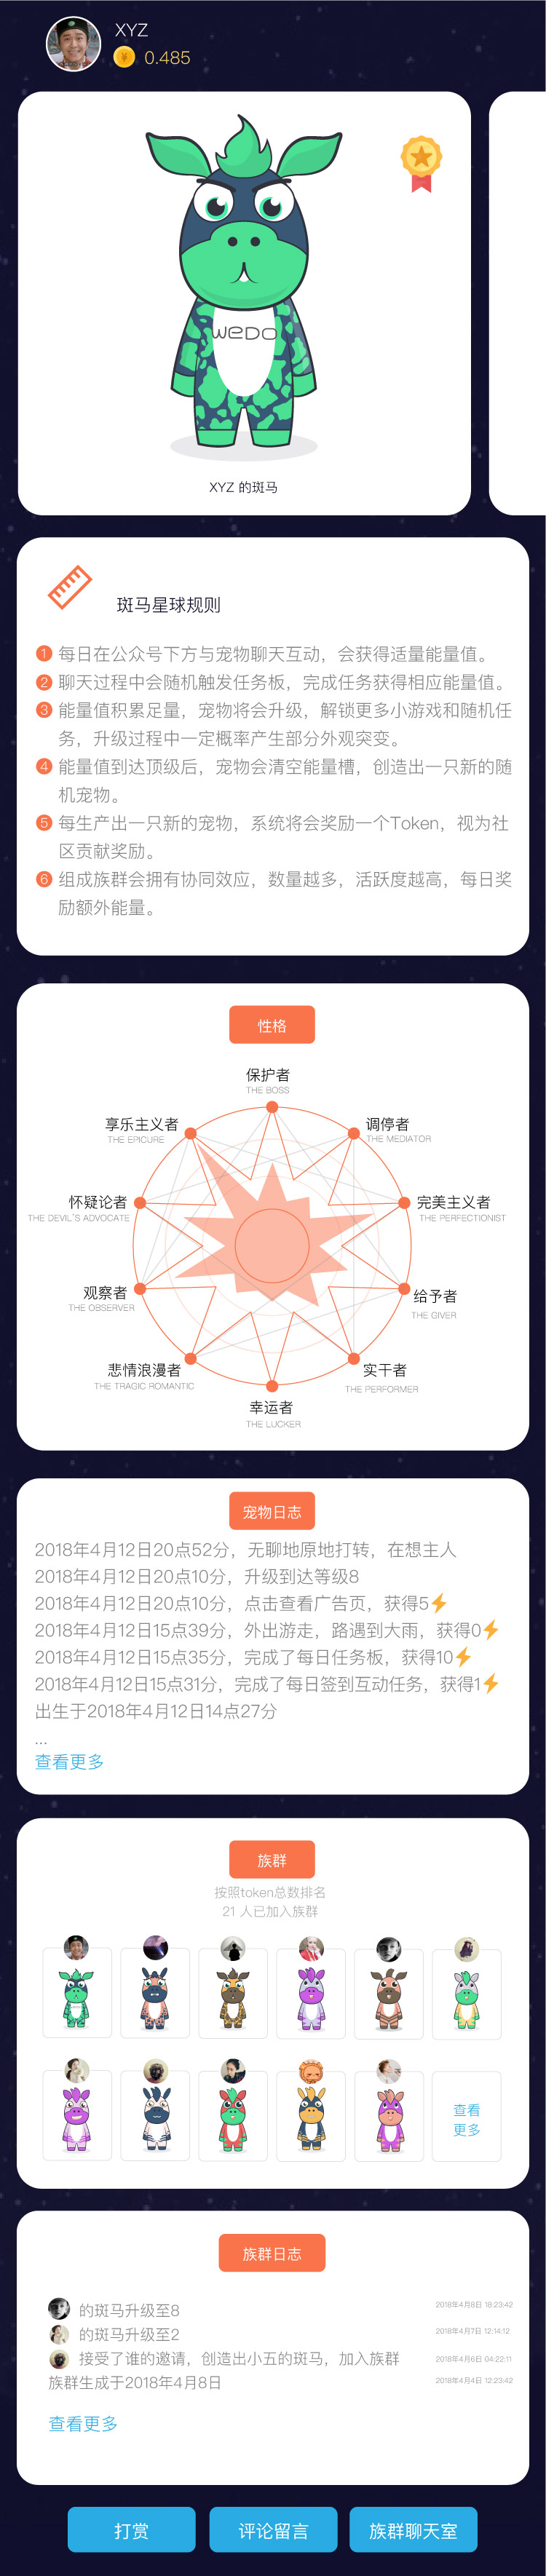 XYZ
¥ 0.485
WEDO
XYZ 的斑马
斑马星球规则
1 每日在公众号下方与宠物聊天互动，会获得适量能量值。
2 聊天过程中会随机触发任务板，完成任务获得相应能量值。
3 能量值积累足量，宠物将会升级，解锁更多小游戏和随机任
务，升级过程中一定概率产生部分外观突变。
4 能量值到达顶级后，宠物会清空能量槽，创造出一只新的随
机宠物。
5 每生产出一只新的宠物，系统将会奖励一个Token，视为社
区贡献奖励。
6 组成族群会拥有协同效应，数量越多，活跃度越高，每日奖
励额外能量。
性格
保护者
THE BOSS
享乐主义者
THE EPICURE
调停者
THE MEDIATOR
怀疑论者
THE DEVIL'S ADVOCATE
完美主义者
THE PERFECTIONIST
观察者
THE OBSERVER
给予者
THE GIVER
悲情浪漫者
THE TRAGIC ROMANTIC
实干者
THE PERFORMER
幸运者
THE LUCKER
宠物日志
2018年4月12日20点52分，无聊地原地打转，在想主人
2018年4月12日20点10分，升级到达等级8
2018年4月12日20点10分，点击查看广告页，获得5
2018年4月12日15点39分，外出游走，路遇到大雨，获得0
2018年4月12日15点35分，完成了每日任务板，获得10
2018年4月12日15点31分，完成了每日签到互动任务，获得1
出生于2018年4月12日14点27分
...
查看更多
族群
按照token总数排名
21 人已加入族群
WEDO
查看
更多
族群日志
的斑马升级至8 2018年4月8日 18:23:42
的斑马升级至2 2018年4月7日 12:14:12
接受了谁的邀请，创造出小五的斑马，加入族群 2018年4月6日 04:22:11
族群生成于2018年4月8日 2018年4月4日 12:23:42
查看更多
打赏
评论留言
族群聊天室